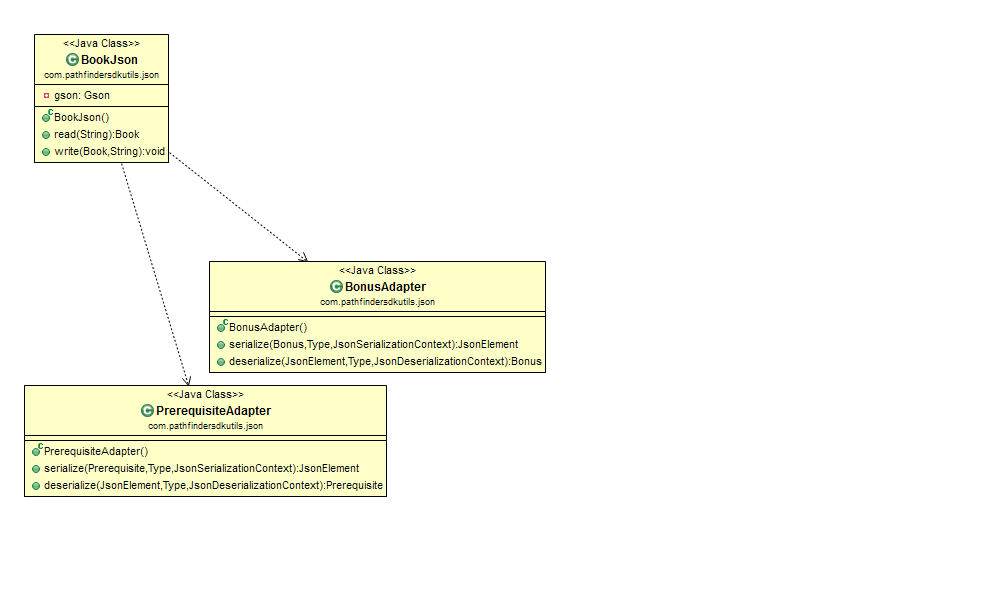 <<Java Class>>
BookJson
com.pathfindersdkutils.json
gson: Gson
BookJson()
read(String):Book
write(Book,String):void
<<Java Class>>
BonusAdapter
com.pathfindersdkutils.json
BonusAdapter()
serialize(Bonus,Type,JsonSerializationContext):JsonElement
deserialize(JsonElement,Type,JsonDeserializationContext):Bonus
<<Java Class>>
PrerequisiteAdapter
com.pathfindersdkutils.json
PrerequisiteAdapter()
serialize(Prerequisite,Type,JsonSerializationContext):JsonElement
deserialize(JsonElement,Type,JsonDeserializationContext):Prerequisite